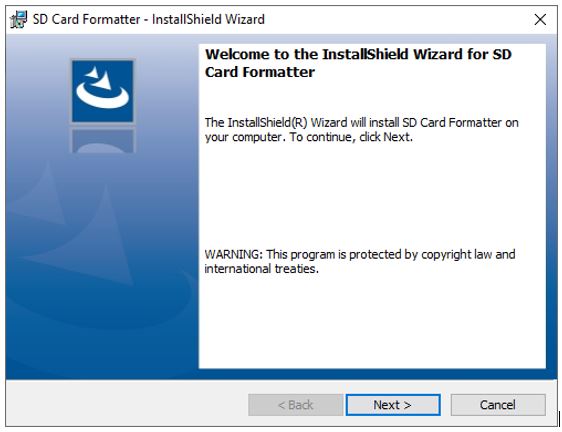 SD Card Formatter - InstallShield Wizard
Welcome to the InstallShield Wizard for SD
Card Formatter
The InstallShield(R) Wizard will install SD Card Formatter on
your computer. To continue, click Next.
WARNING: This program is protected by copyright law and
international treaties.
< Back
Next >
Cancel